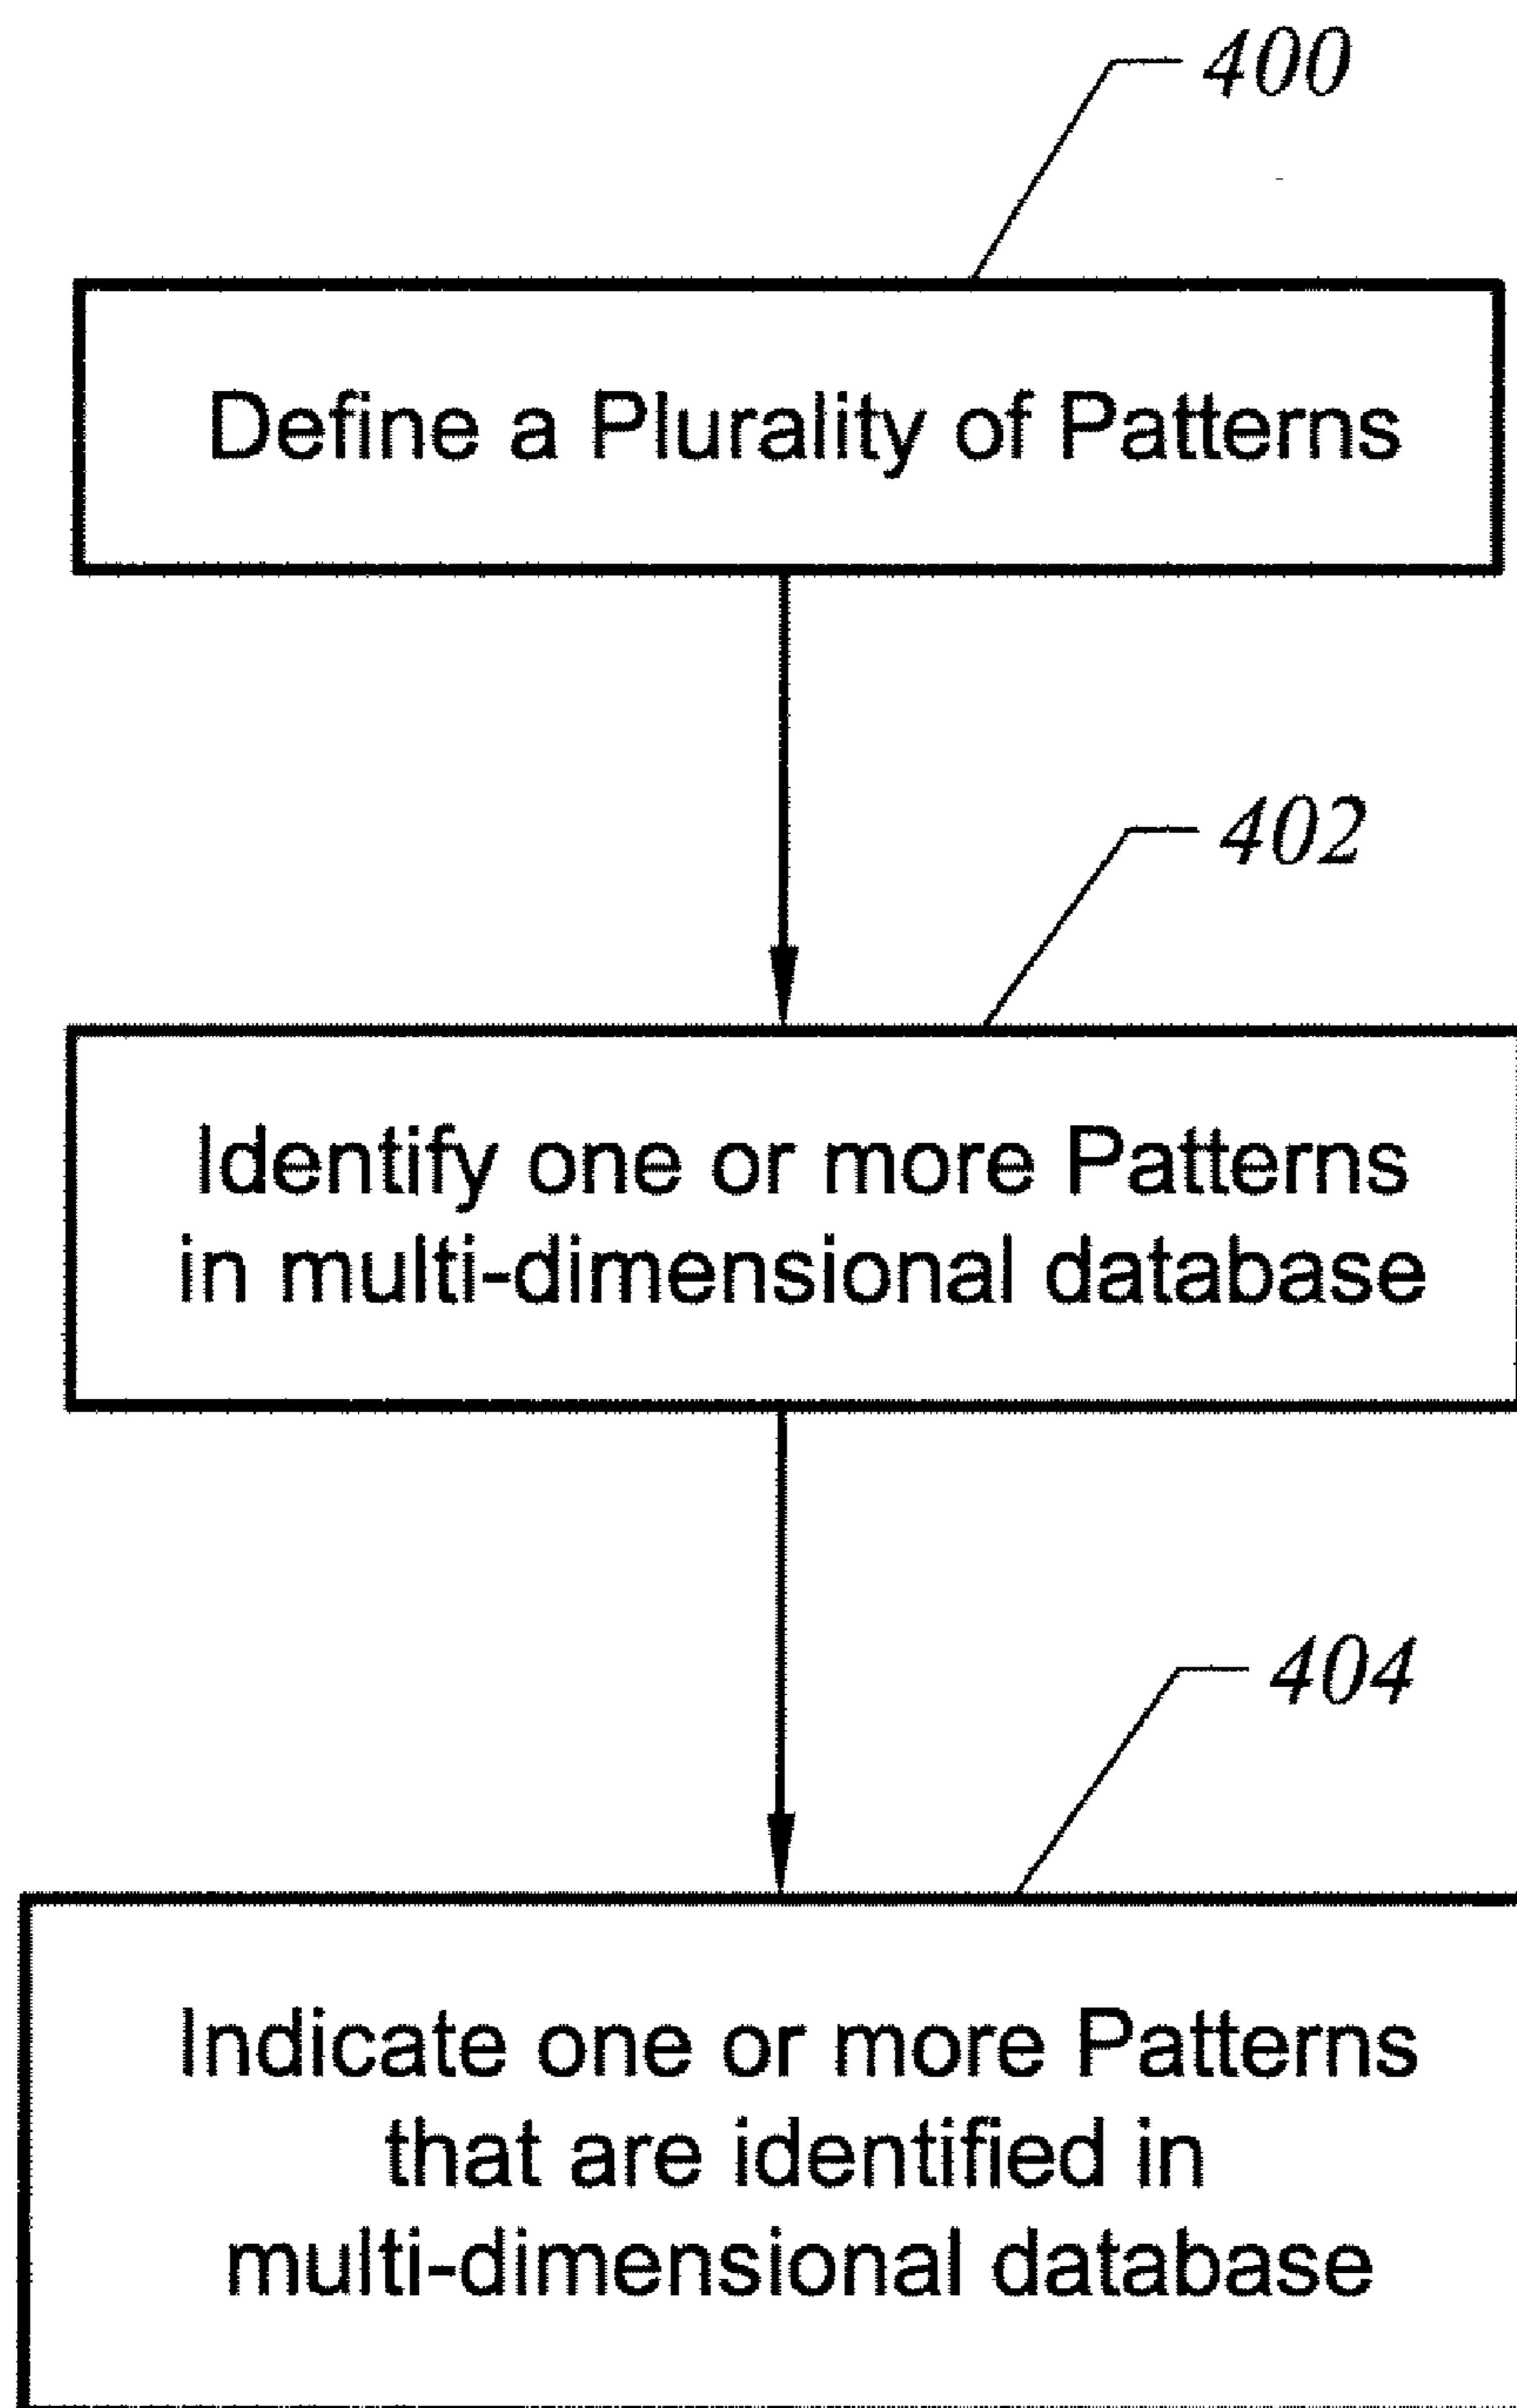 400
Define a Plurality of Patterns
402
Identify one or more Patterns
in multi-dimensional database
404
Indicate one or more Patterns
that are identified in
multi-dimensional database